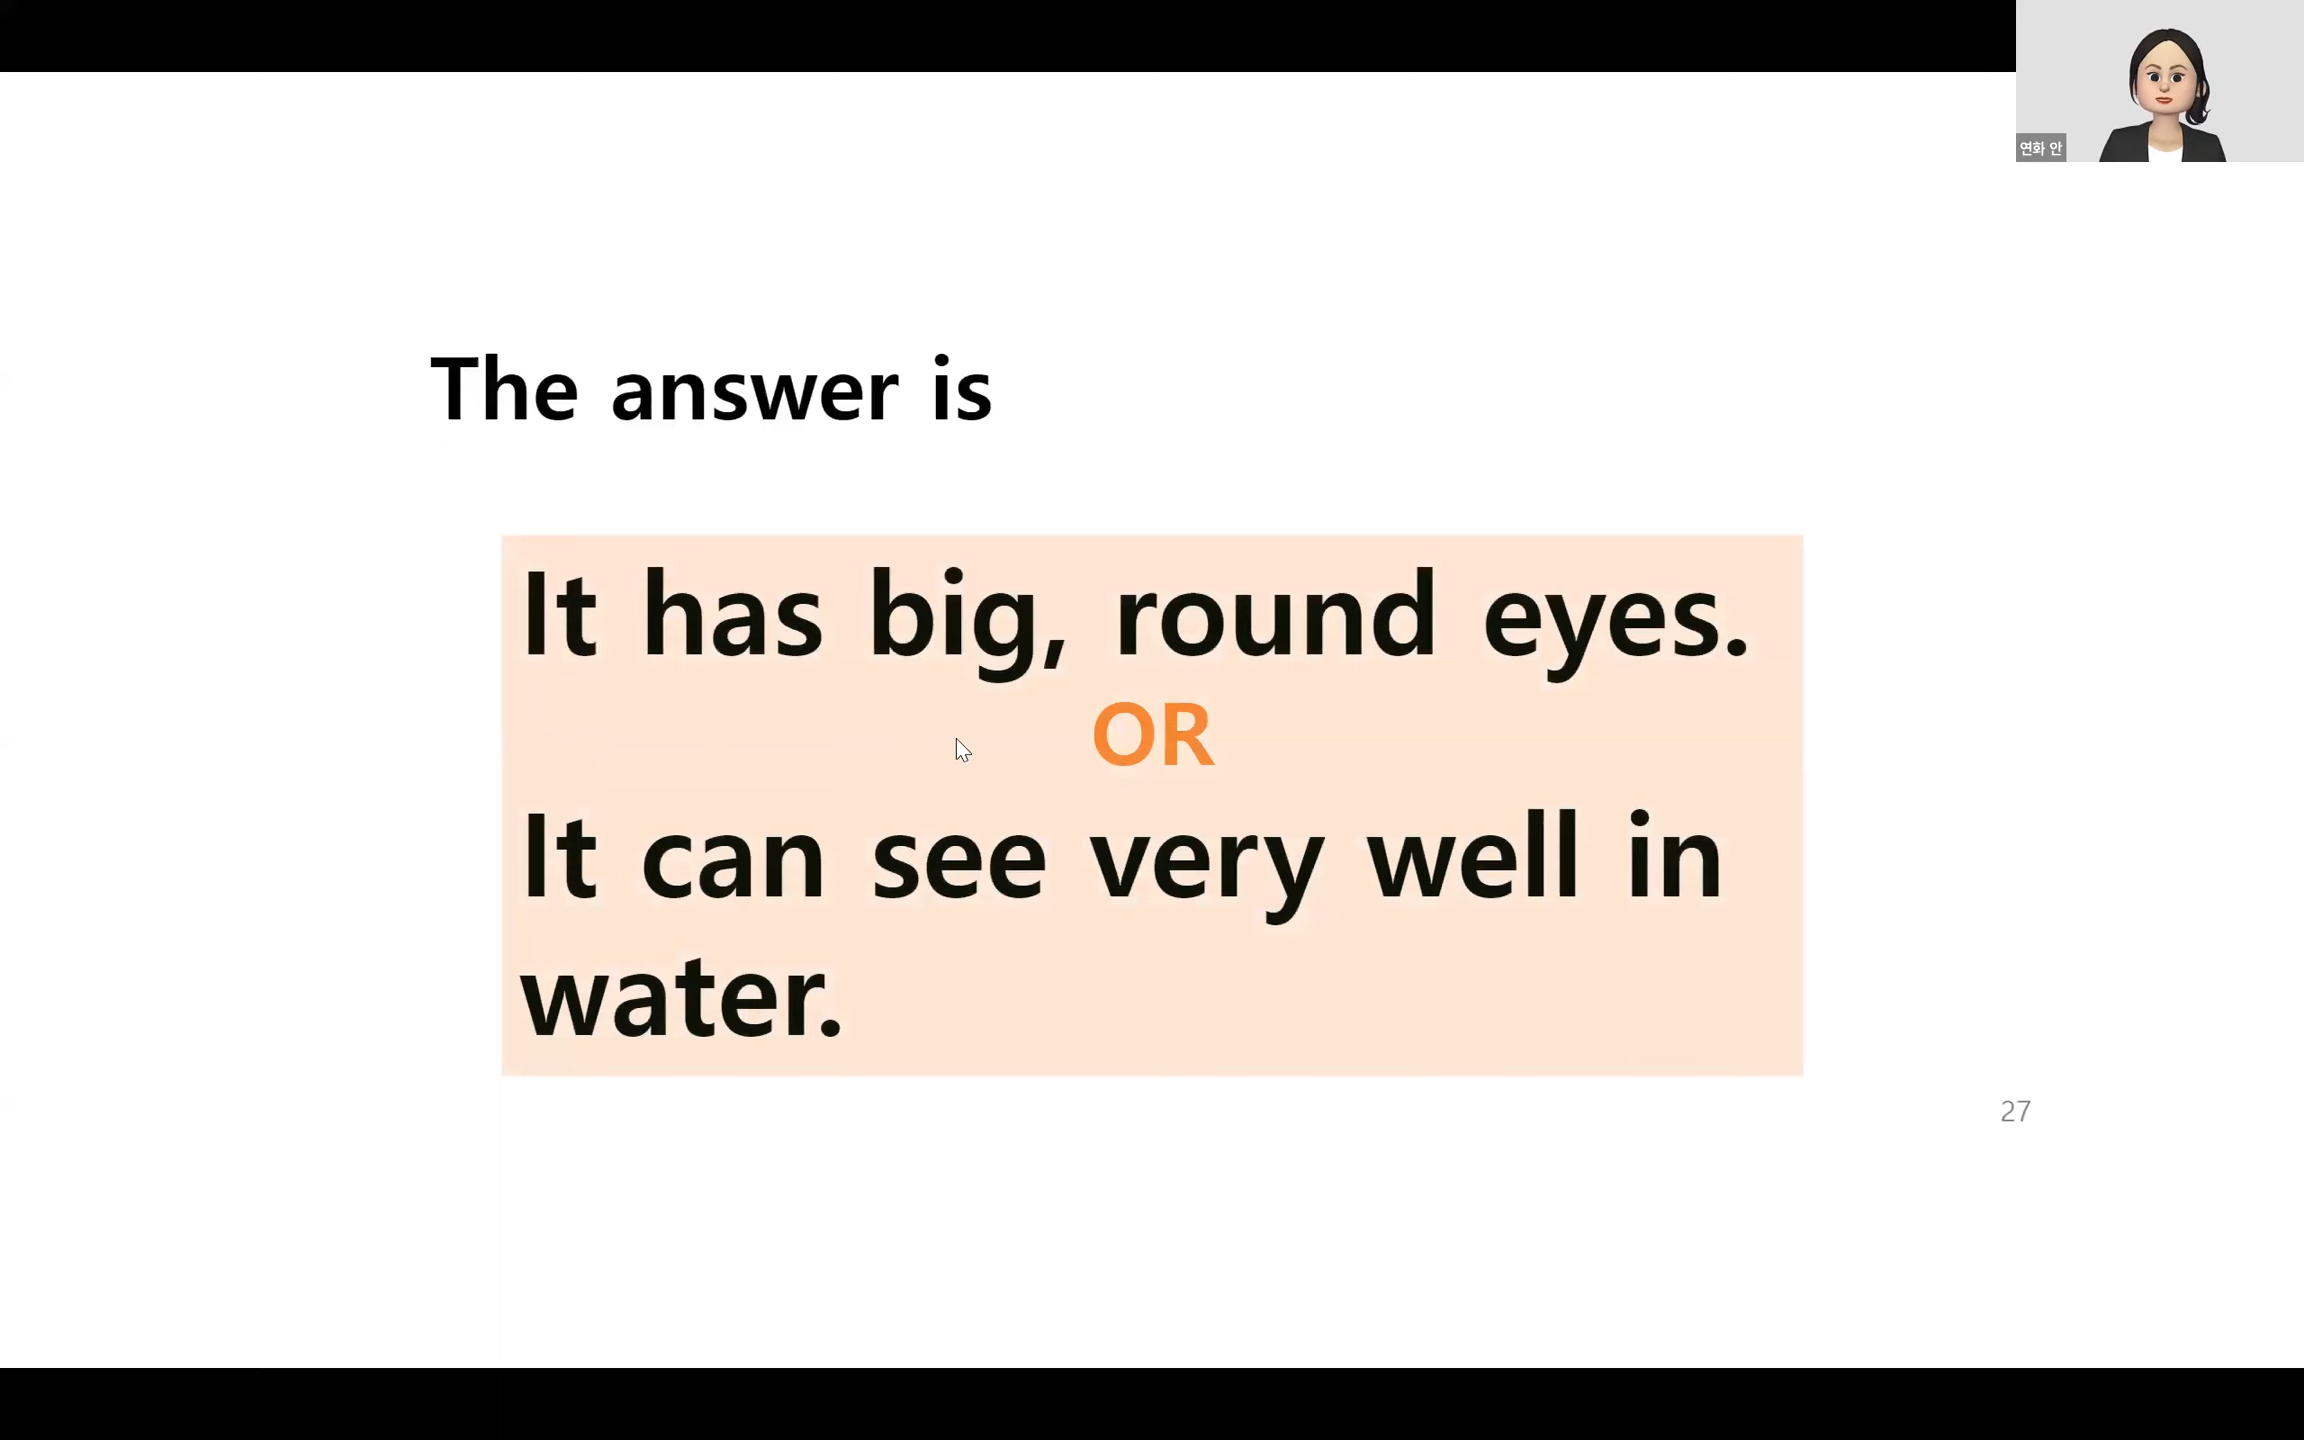 연화 안
The answer is
It has big, round eyes.
OR
It can see very well in
water.
27